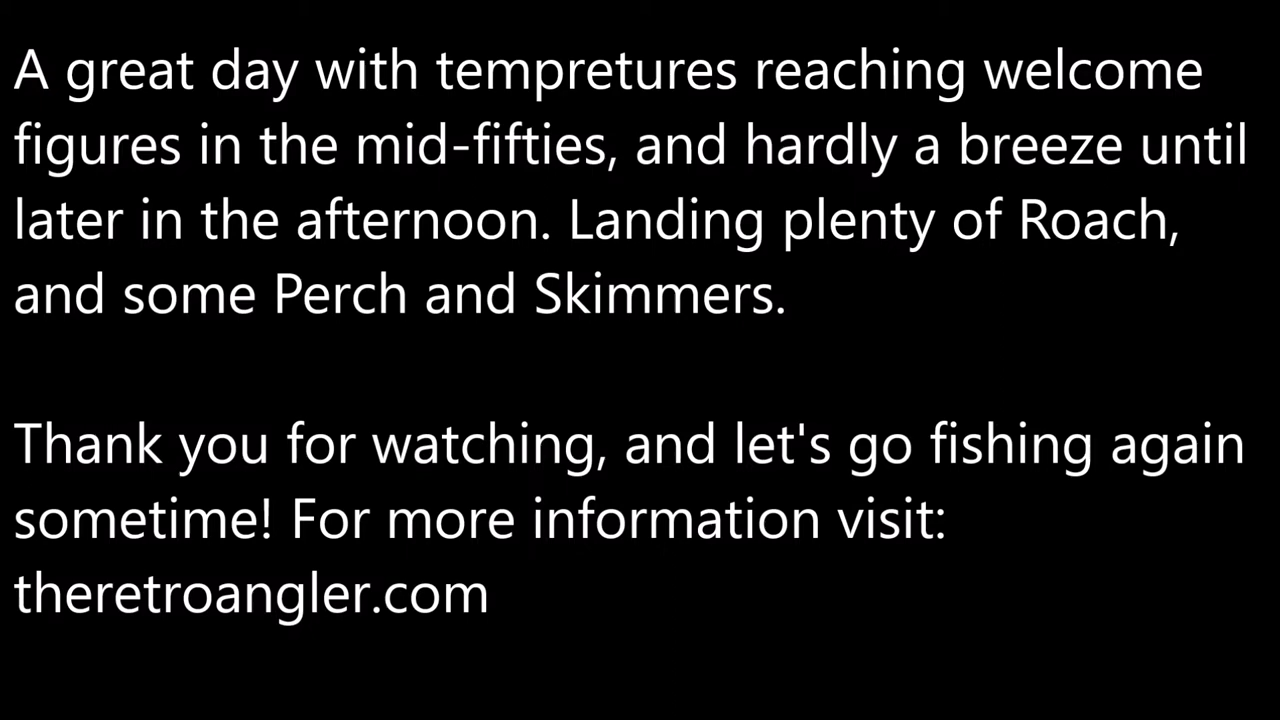 A great day with tempretures reaching welcome
figures in the mid-fifties, and hardly a breeze until
later in the afternoon. Landing plenty of Roach,
and some Perch and Skimmers.
Thank you for watching, and let's go fishing again
sometime! For more information visit:
theretroangler.com